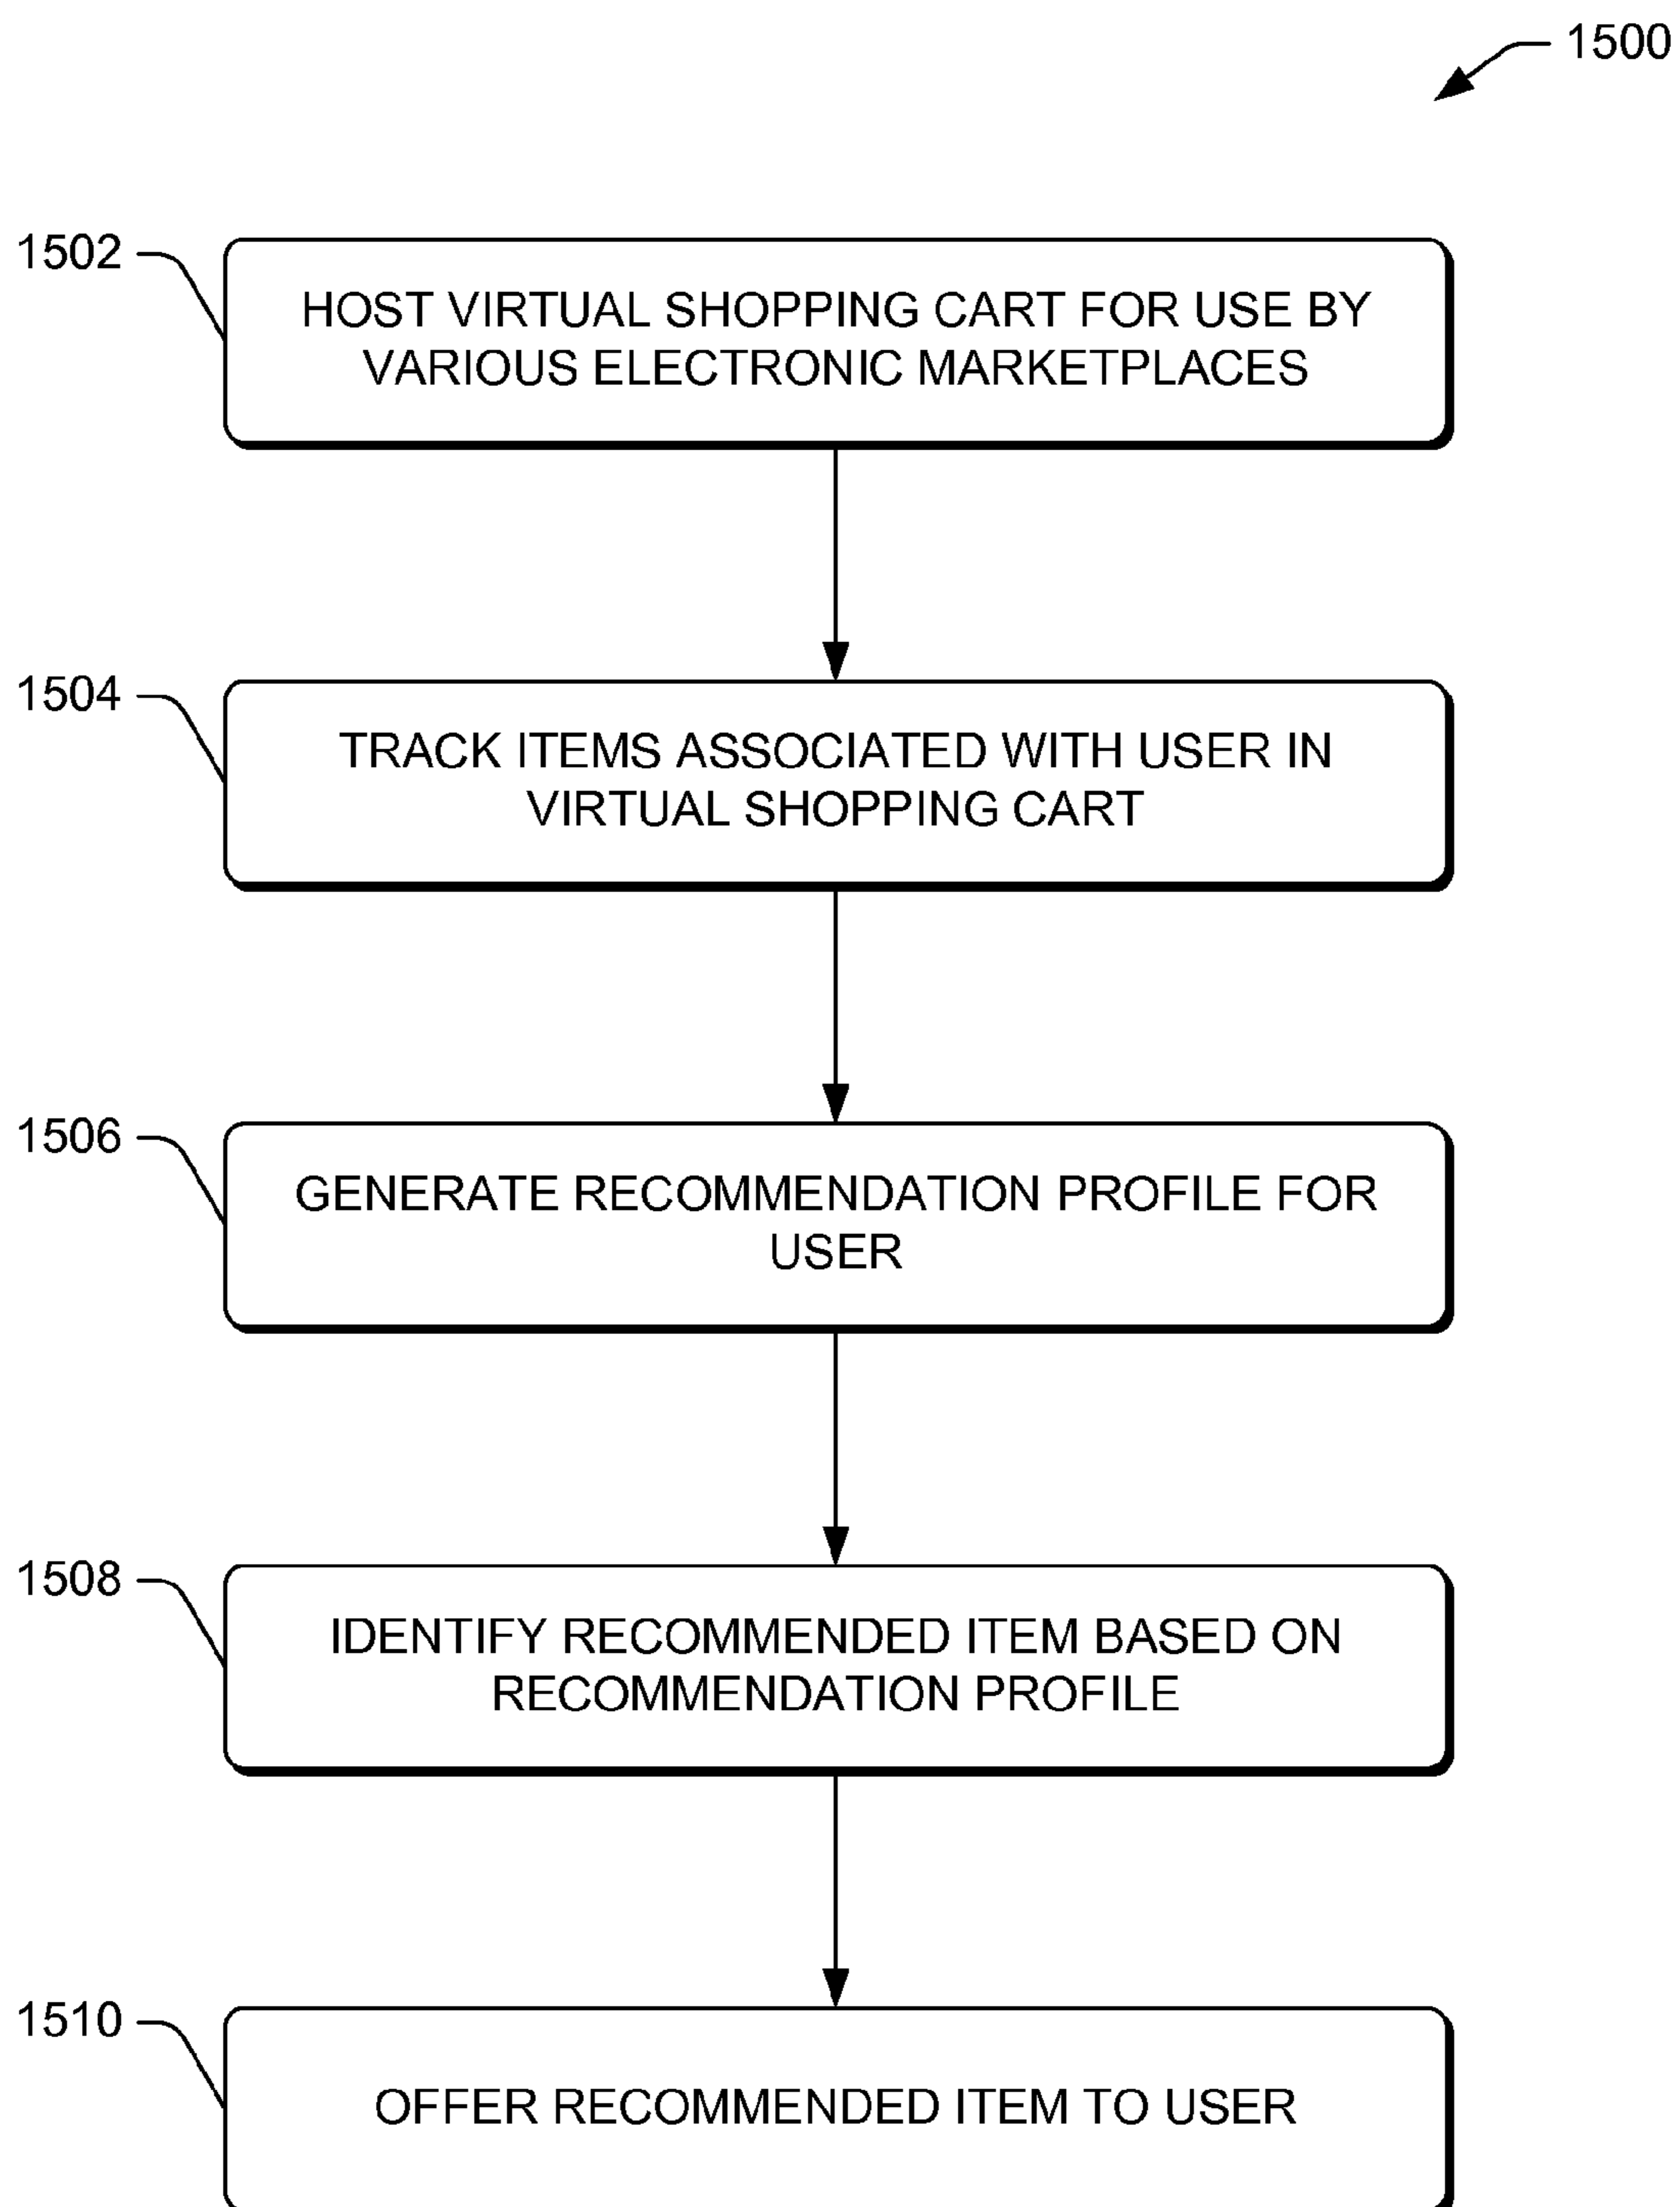 1500
1502
HOST VIRTUAL SHOPPING CART FOR USE BY
VARIOUS ELECTRONIC MARKETPLACES
1504
TRACK ITEMS ASSOCIATED WITH USER IN
VIRTUAL SHOPPING CART
1506
GENERATE RECOMMENDATION PROFILE FOR
USER
1508
IDENTIFY RECOMMENDED ITEM BASED ON
RECOMMENDATION PROFILE
1510
OFFER RECOMMENDED ITEM TO USER